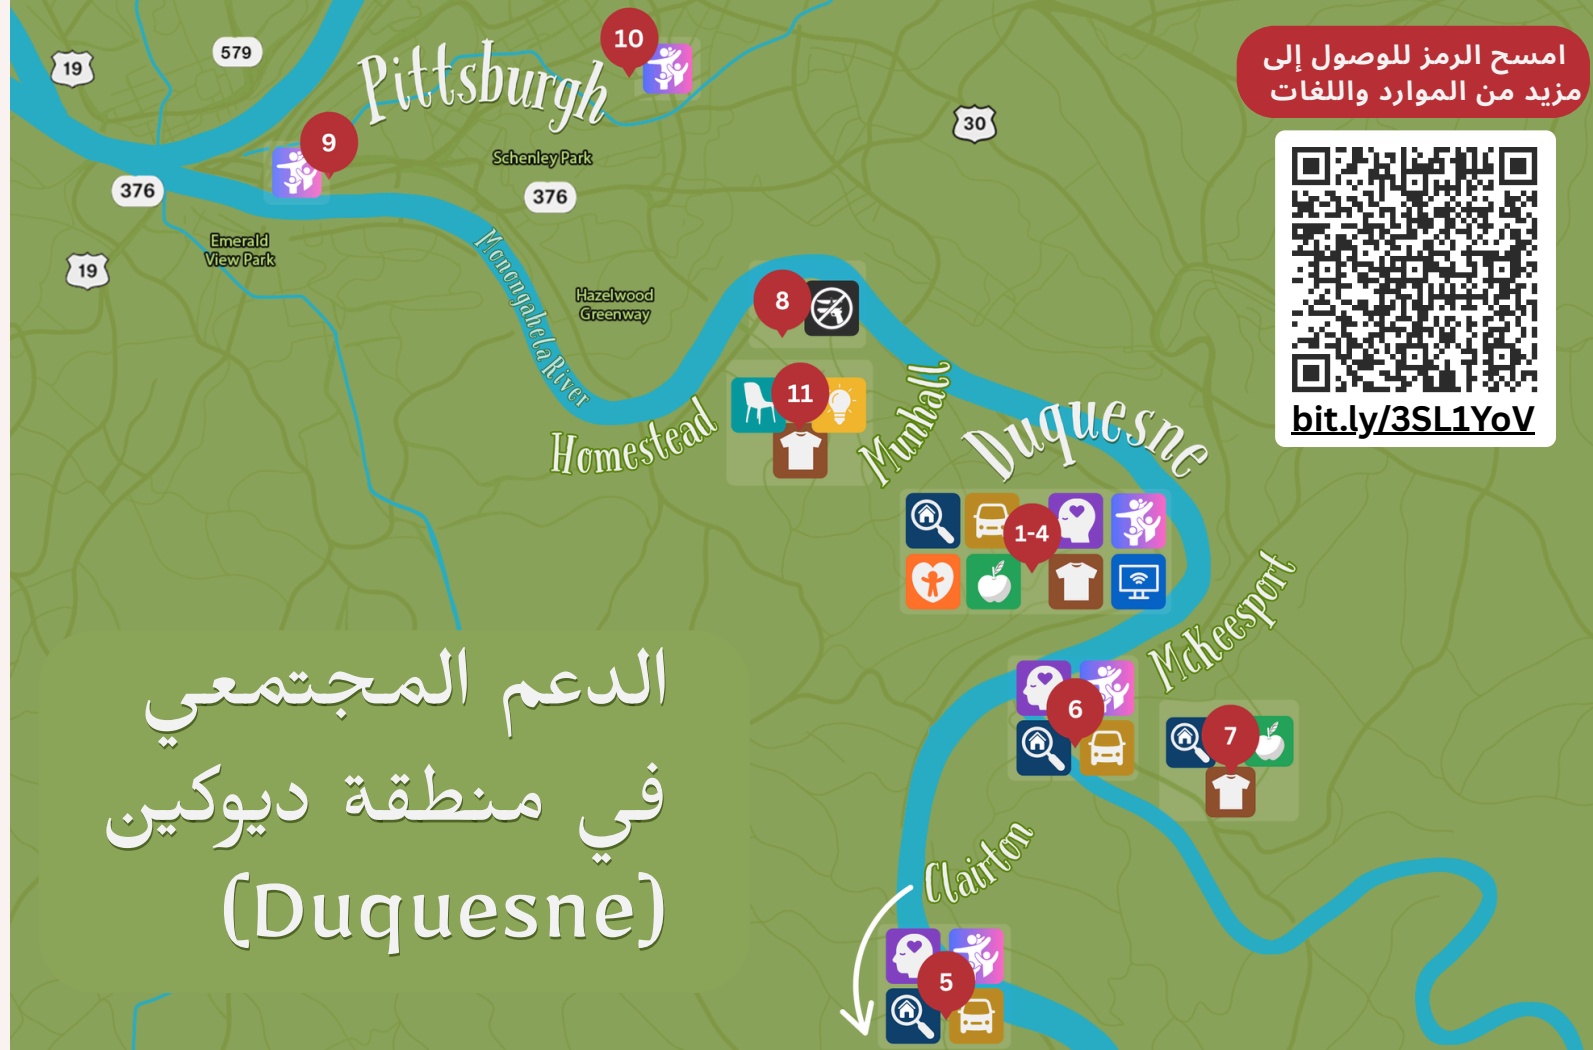 امسح الرمز للوصول إلى
مزيد من الموارد واللغات
bit.ly/3SL1YoV
Pittsburgh
10
579
19
30
9
Schenley Park
376
376
Emerald
View Park
19
Monongahela River
Hazelwood
Greenway
8
11
Homestead
Munhall
Duquesne
1-4
McKeesport
6
7
Clairton
5
الدعم المجتمعي
في منطقة ديوكين
(Duquesne)